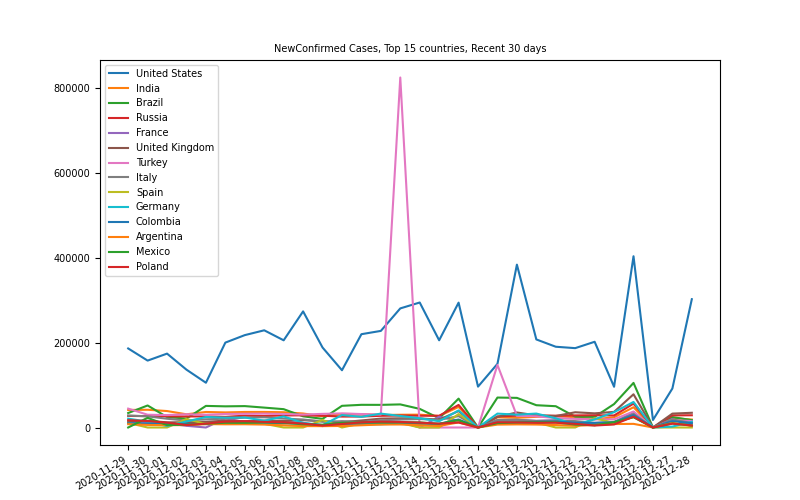 NewConfirmed Cases, Top 15 countries, Recent 30 days
United States
India
Brazil
Russia
France
United Kingdom
Turkey
Italy
Spain
Germany
Colombia
Argentina
Mexico
Poland
800000
600000
400000
200000
0
2020-11-29
2020-11-30
2020-12-01
2020-12-02
2020-12-03
2020-12-04
2020-12-05
2020-12-06
2020-12-07
2020-12-08
2020-12-09
2020-12-10
2020-12-11
2020-12-12
2020-12-13
2020-12-14
2020-12-15
2020-12-16
2020-12-17
2020-12-18
2020-12-19
2020-12-20
2020-12-21
2020-12-22
2020-12-23
2020-12-24
2020-12-25
2020-12-26
2020-12-27
2020-12-28